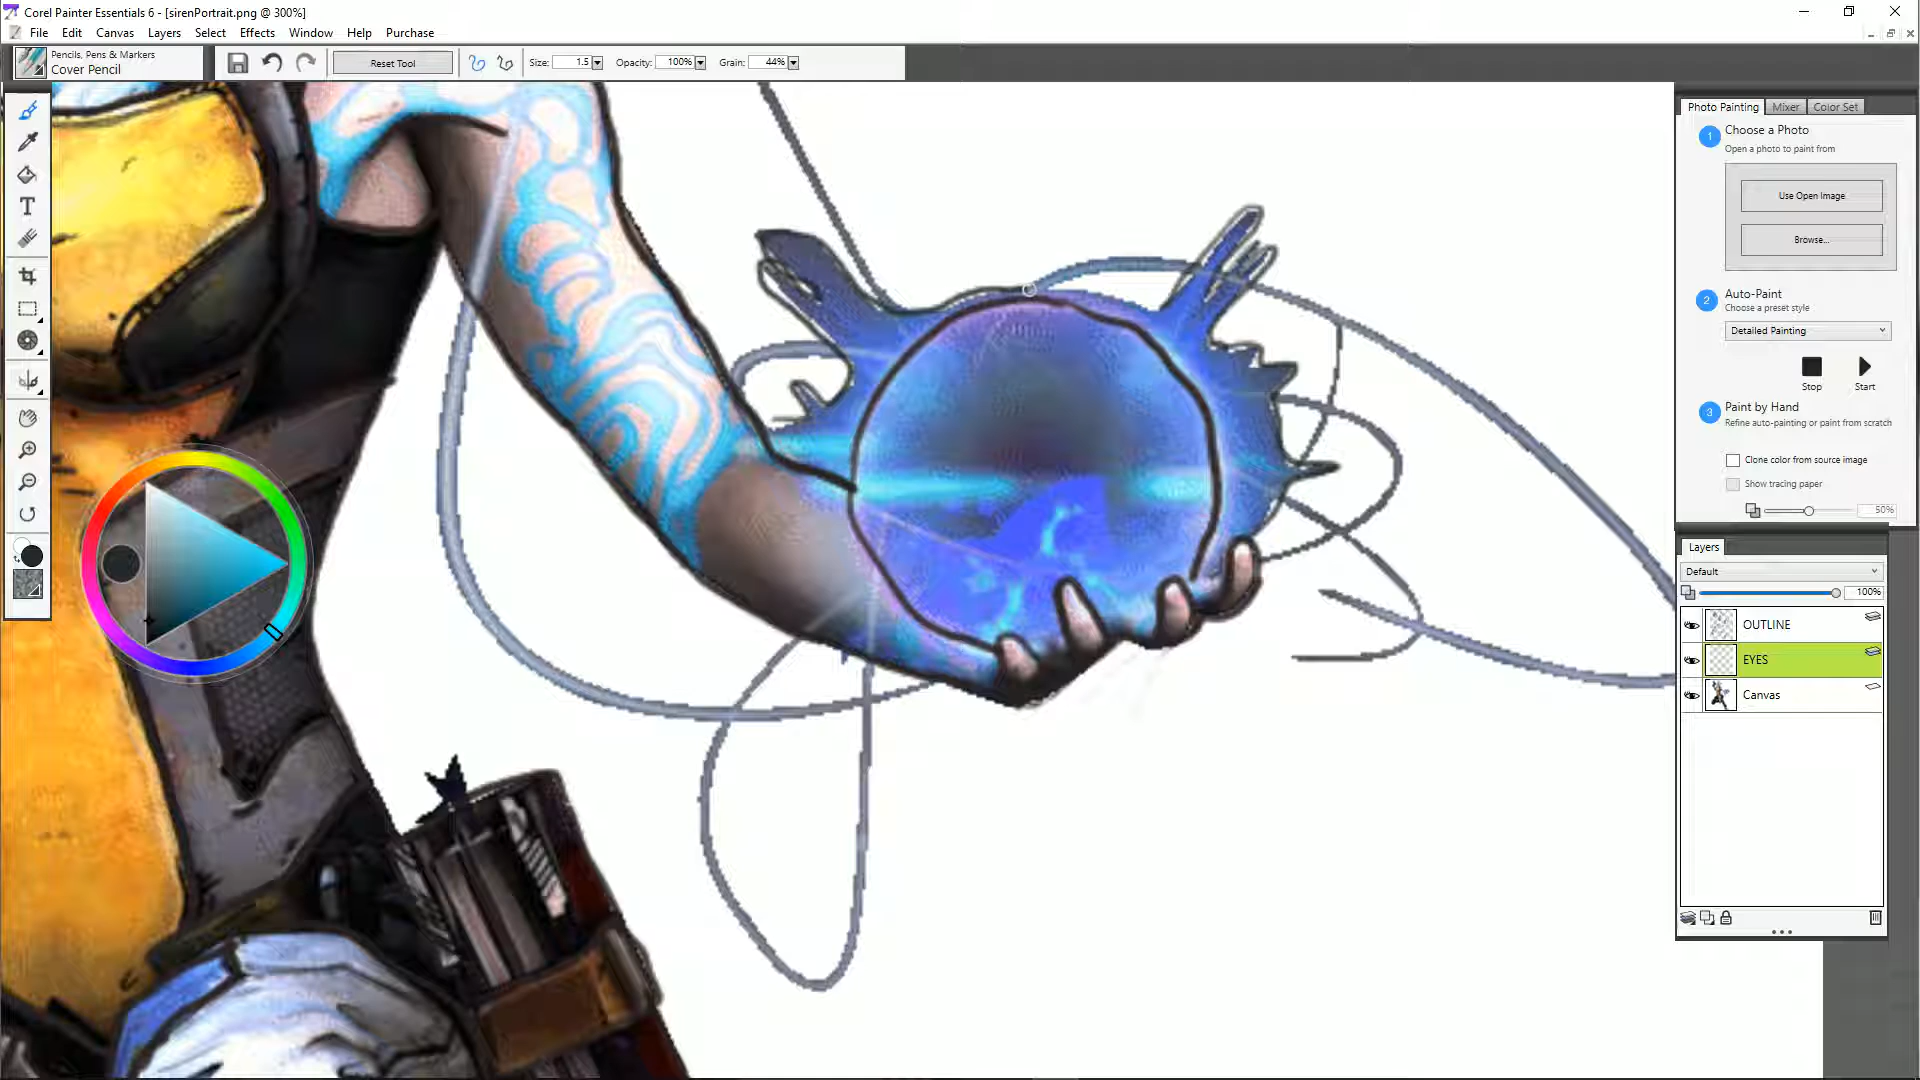 Corel Painter Essentials 6 - [sirenPortrait.png @ 300%]
File Edit Canvas Layers Select Effects Window Help Purchase
Pencils, Pens & Markers
Cover Pencil
Reset Tool
Size: 1.5
Opacity: 100%
Grain: 44%
Photo Painting Mixer Color Set
1 Choose a Photo
Open a photo to paint from
Use Open Image
Browse...
2 Auto-Paint
Choose a preset style
Detailed Painting
Stop Start
3 Paint by Hand
Refine auto-painting or paint from scratch
Clone color from source image
Show tracing paper
50%
Layers
Default
100%
OUTLINE
EYES
Canvas